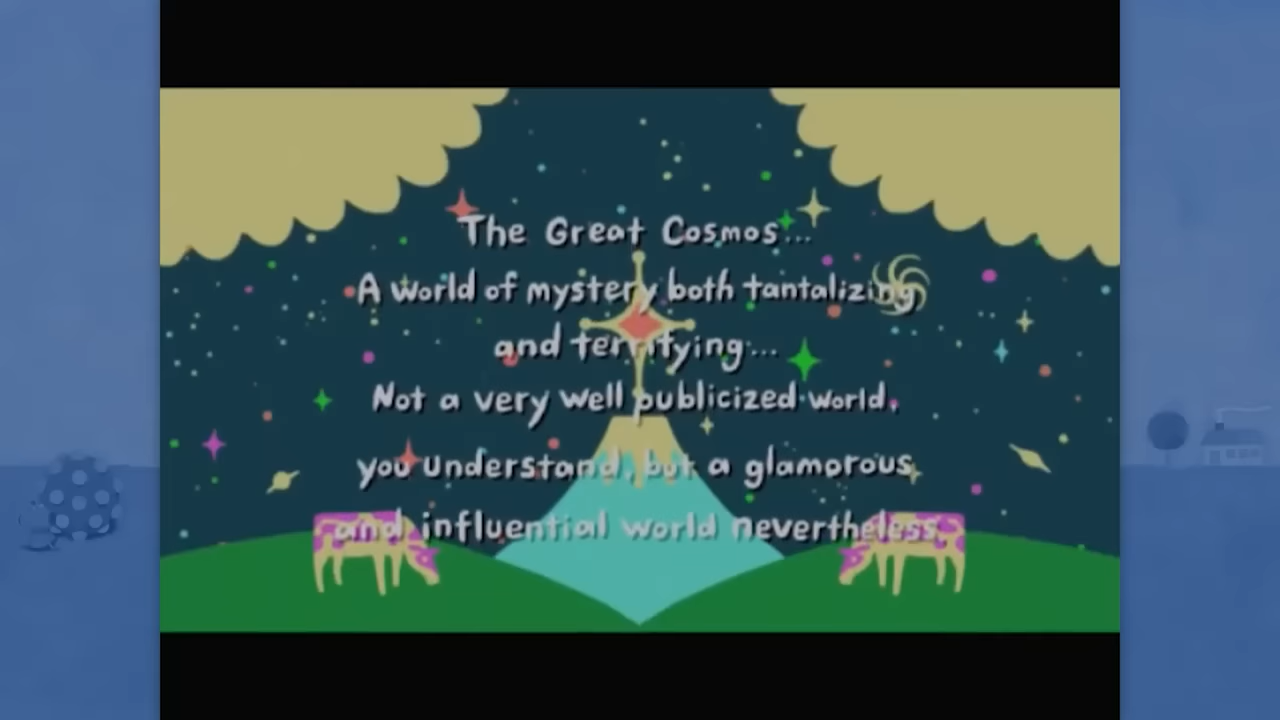 The Great Cosmos...
A world of mystery both tantalizing
and terrifying...
Not a very well publicized world,
you understand, but a glamorous
and influential world nevertheless.